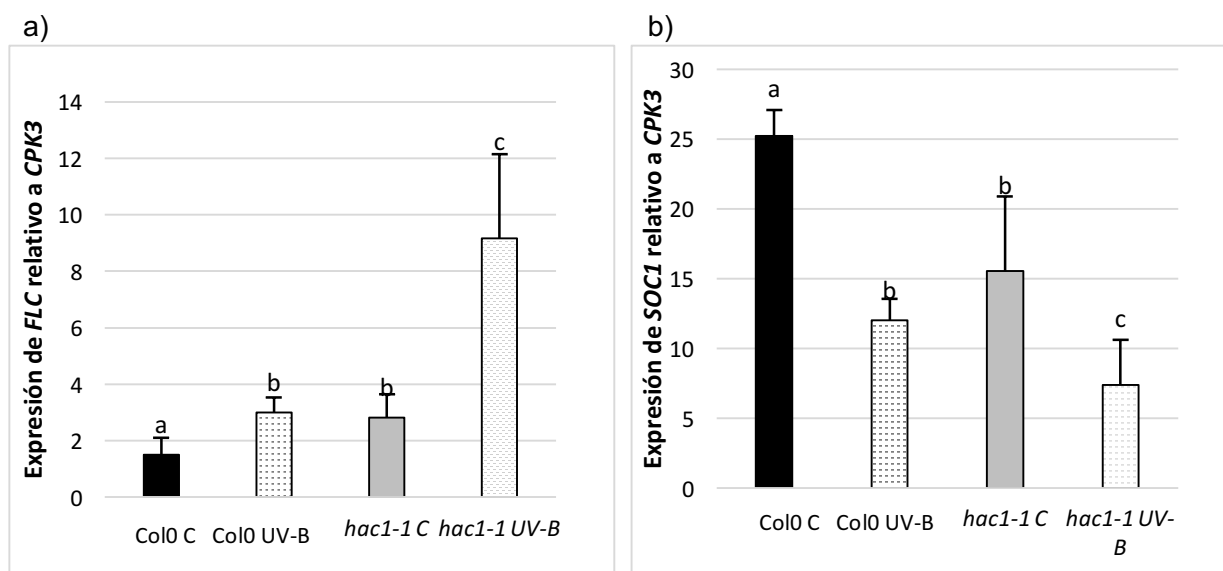 a)
Expresión de FLC relativo a CPK3
14
12
10
8
6
4
2
0
a
b
b
c
Col0 C
Col0 UV-B
hac1-1 C
hac1-1 UV-B
b)
Expresión de SOC1 relativo a CPK3
30
25
20
15
10
5
0
a
b
b
c
Col0 C
Col0 UV-B
hac1-1 C
hac1-1 UV-
B